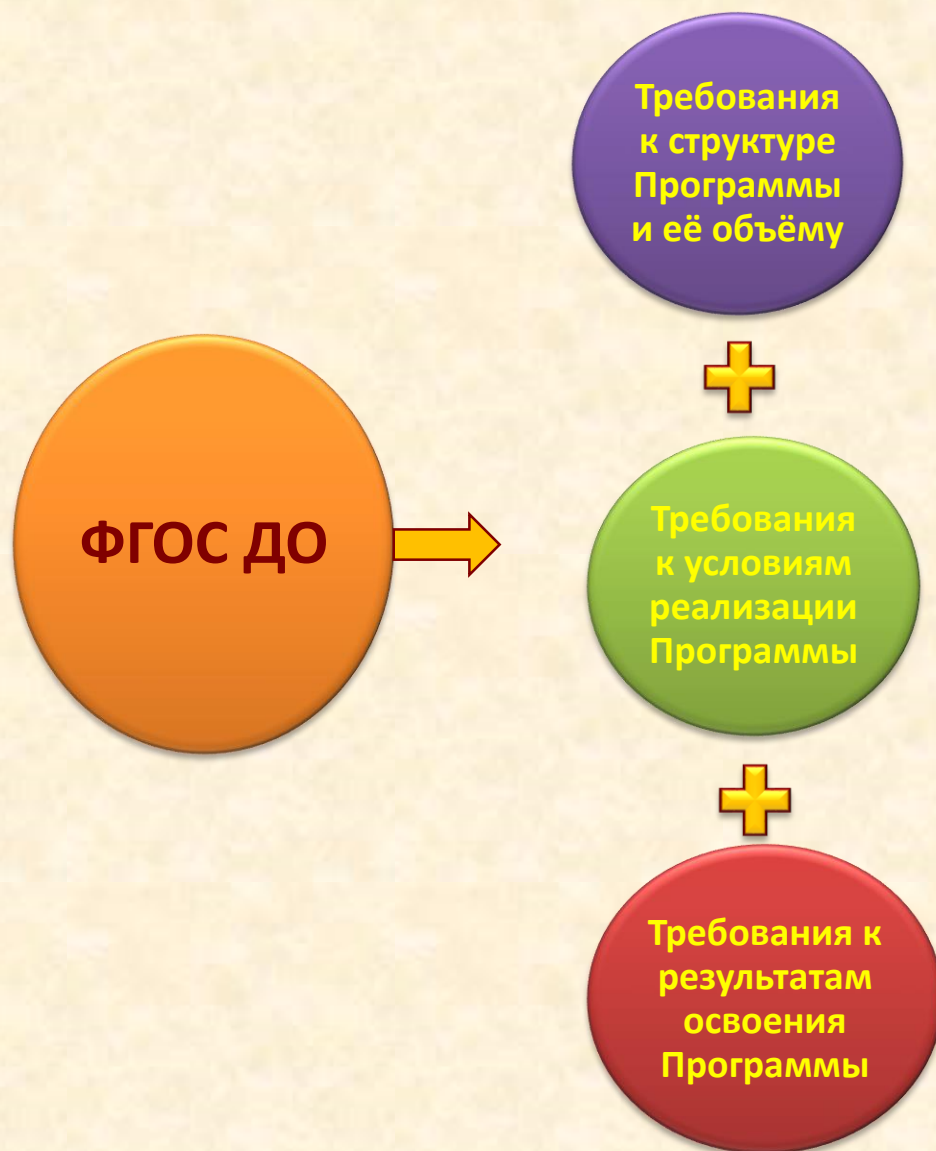 Требования
к структуре
Программы
и её объёму
ФГОС ДО
Требования
к условиям
реализации
Программы
Требования к
результатам
освоения
Программы